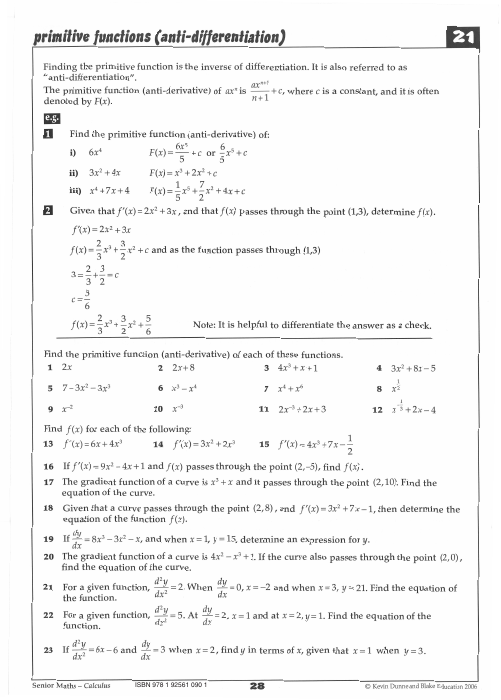 primitive functions (anti-differentiation) 21
Finding the primitive function is the inverse of differentiation. It is also referred to as
"anti-differentiation".
The primitive function (anti-derivative) of axⁿ is axⁿ⁺¹/n+1 + c, where c is a constant, and it is often
denoted by F(x).
e.g.
1 Find the primitive function (anti-derivative) of:
i) 6x⁴ F(x) = 6x⁵/5 + c or 6/5 x⁵ + c
ii) 3x² + 4x F(x) = x³ + 2x² + c
iii) x⁴ + 7x + 4 F(x) = 1/5 x⁵ + 7/2 x² + 4x + c
2 Given that f'(x) = 2x² + 3x, and that f(x) passes through the point (1,3), determine f(x).
f'(x) = 2x² + 3x
f(x) = 2/3 x³ + 3/2 x² + c and as the function passes through (1,3)
3 = 2/3 + 3/2 = c
c = 5/6
f(x) = 2/3 x³ + 3/2 x² + 5/6 Note: It is helpful to differentiate the answer as a check.
Find the primitive function (anti-derivative) of each of these functions.
1 2x 2 2x + 8 3 4x³ + x + 1 4 3x² + 8x − 5
5 7 − 3x² − 3x³ 6 x³ − x⁴ 7 x⁴ + x⁶ 8 x^1/2
9 x⁻² 10 x⁻³ 11 2x⁻³ + 2x + 3 12 + 2x − 4
Find f(x) for each of the following:
13 f'(x) = 6x + 4x³ 14 f'(x) = 3x² + 2x³ 15 f'(x) = 4x³ + 7x − 1/2
16 If f'(x) = 9x² − 4x + 1 and f(x) passes through the point (2,−5), find f(x).
17 The gradient function of a curve is x³ + x and it passes through the point (2,10). Find the
equation of the curve.
18 Given that a curve passes through the point (2,8), and f'(x) = 3x² + 7x − 1, then determine the
equation of the function f(x).
19 If dy/dx = 8x³ − 3x² − x, and when x = 1, y = 15, determine an expression for y.
20 The gradient function of a curve is 4x² − x³ + 2. If the curve also passes through the point (2,0),
find the equation of the curve.
21 For a given function, d²y/dx² = 2. When dy/dx = 0, x = −2 and when x = 3, y = 21. Find the equation of
the function.
22 For a given function, d²y/dx² = 5. At dy/dx = 2, x = 1 and at x = 2, y = 1. Find the equation of the
function.
23 If d²y/dx² = 6x − 6 and dy/dx = 3 when x = 2, find y in terms of x, given that x = 1 when y = 3.
Senior Maths – Calculus ISBN 978 1 92561 090 1 28 © Kevin Dunne and Blake Education 2006